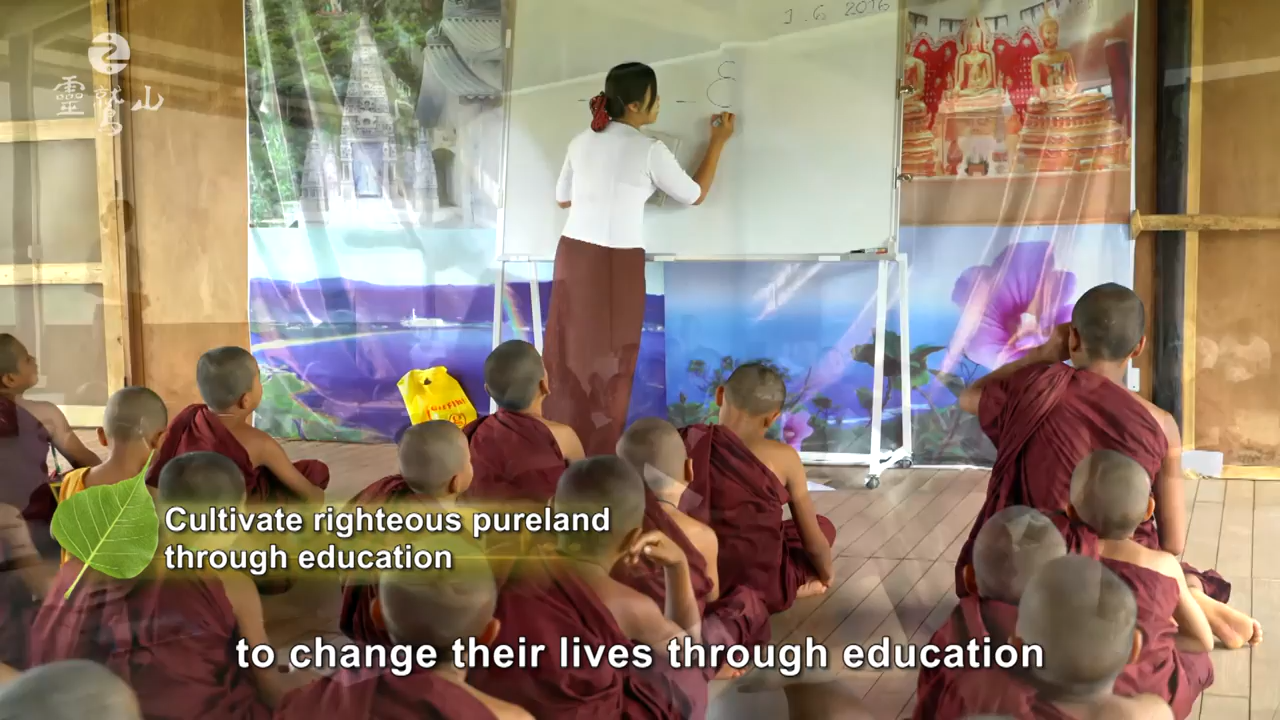 靈鷲山
1.6 2016
Cultivate righteous pureland
through education
to change their lives through education